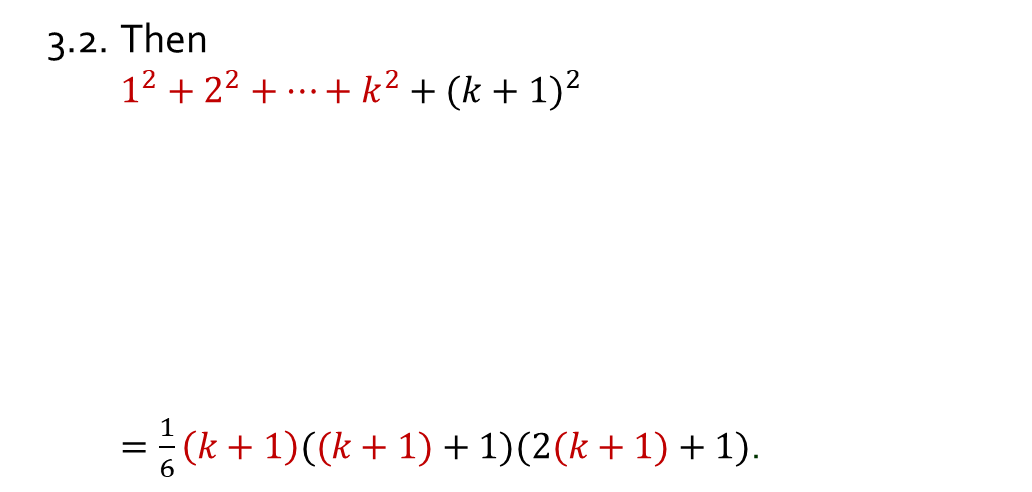 3.2. Then
1² + 2² + ⋯ + k² + (k + 1)²
= 1/6 (k + 1)((k + 1) + 1)(2(k + 1) + 1).